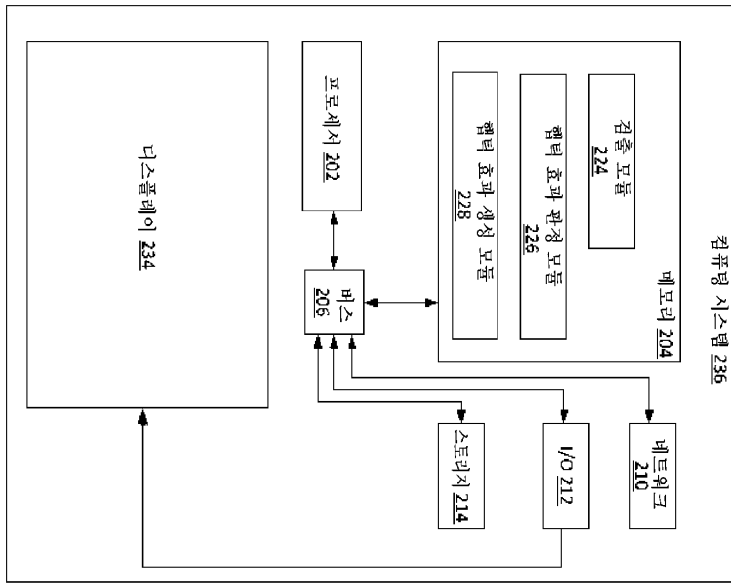 컴퓨팅 시스템 236
메모리 204
검출 모듈
224
햅틱 효과 판정 모듈
226
햅틱 효과 생성 모듈
228
네트워크
210
I/O 212
스토리지 214
버스
206
프로세서 202
디스플레이 234